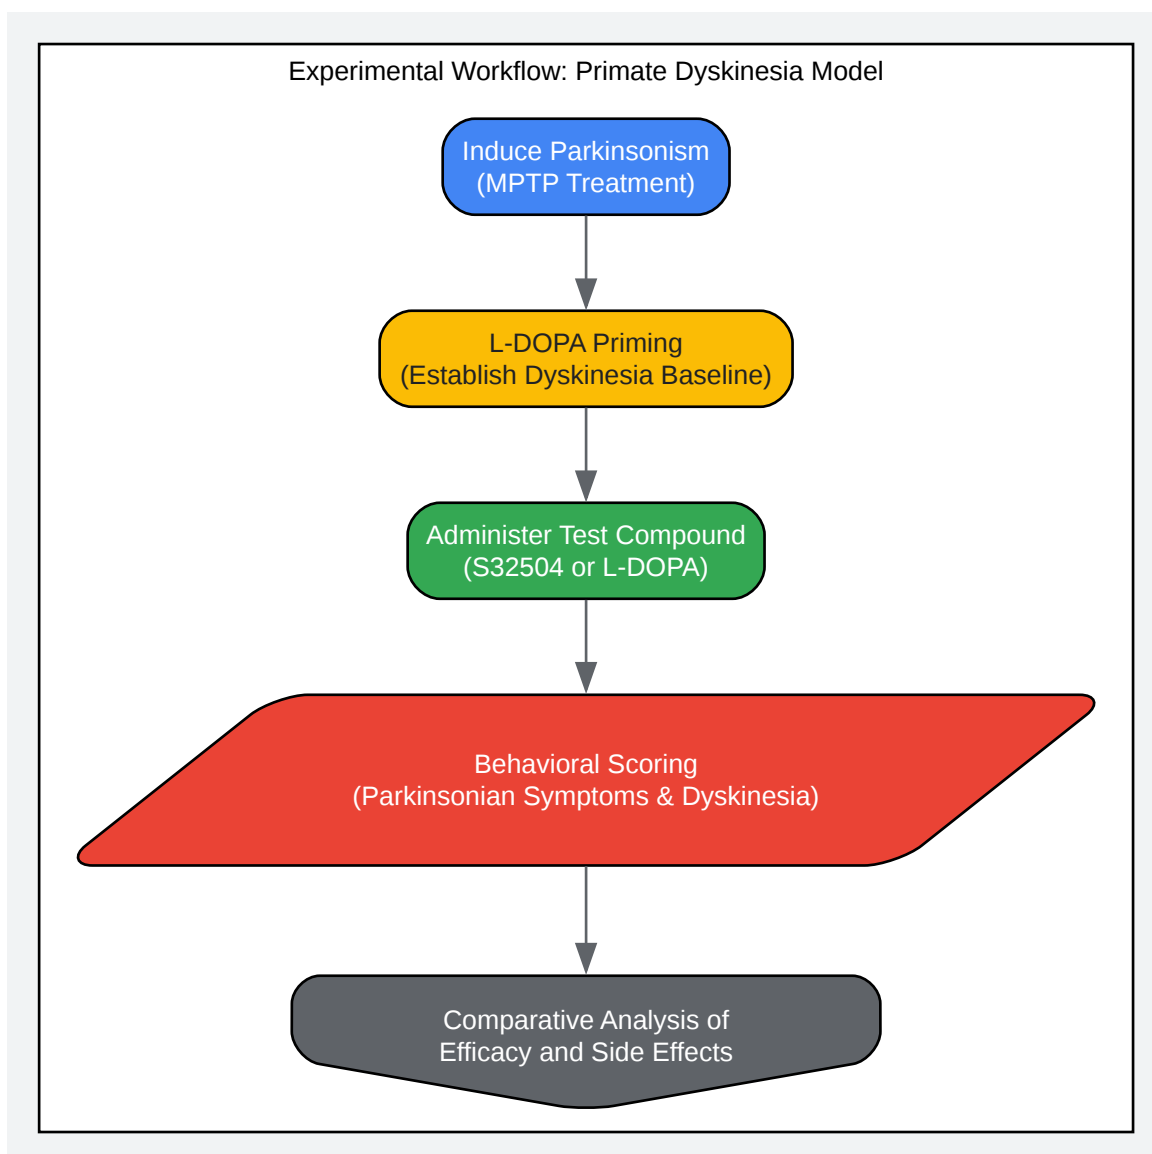 Experimental Workflow: Primate Dyskinesia Model
Induce Parkinsonism
(MPTP Treatment)
L-DOPA Priming
(Establish Dyskinesia Baseline)
Administer Test Compound
(S32504 or L-DOPA)
Behavioral Scoring
(Parkinsonian Symptoms & Dyskinesia)
Comparative Analysis of
Efficacy and Side Effects